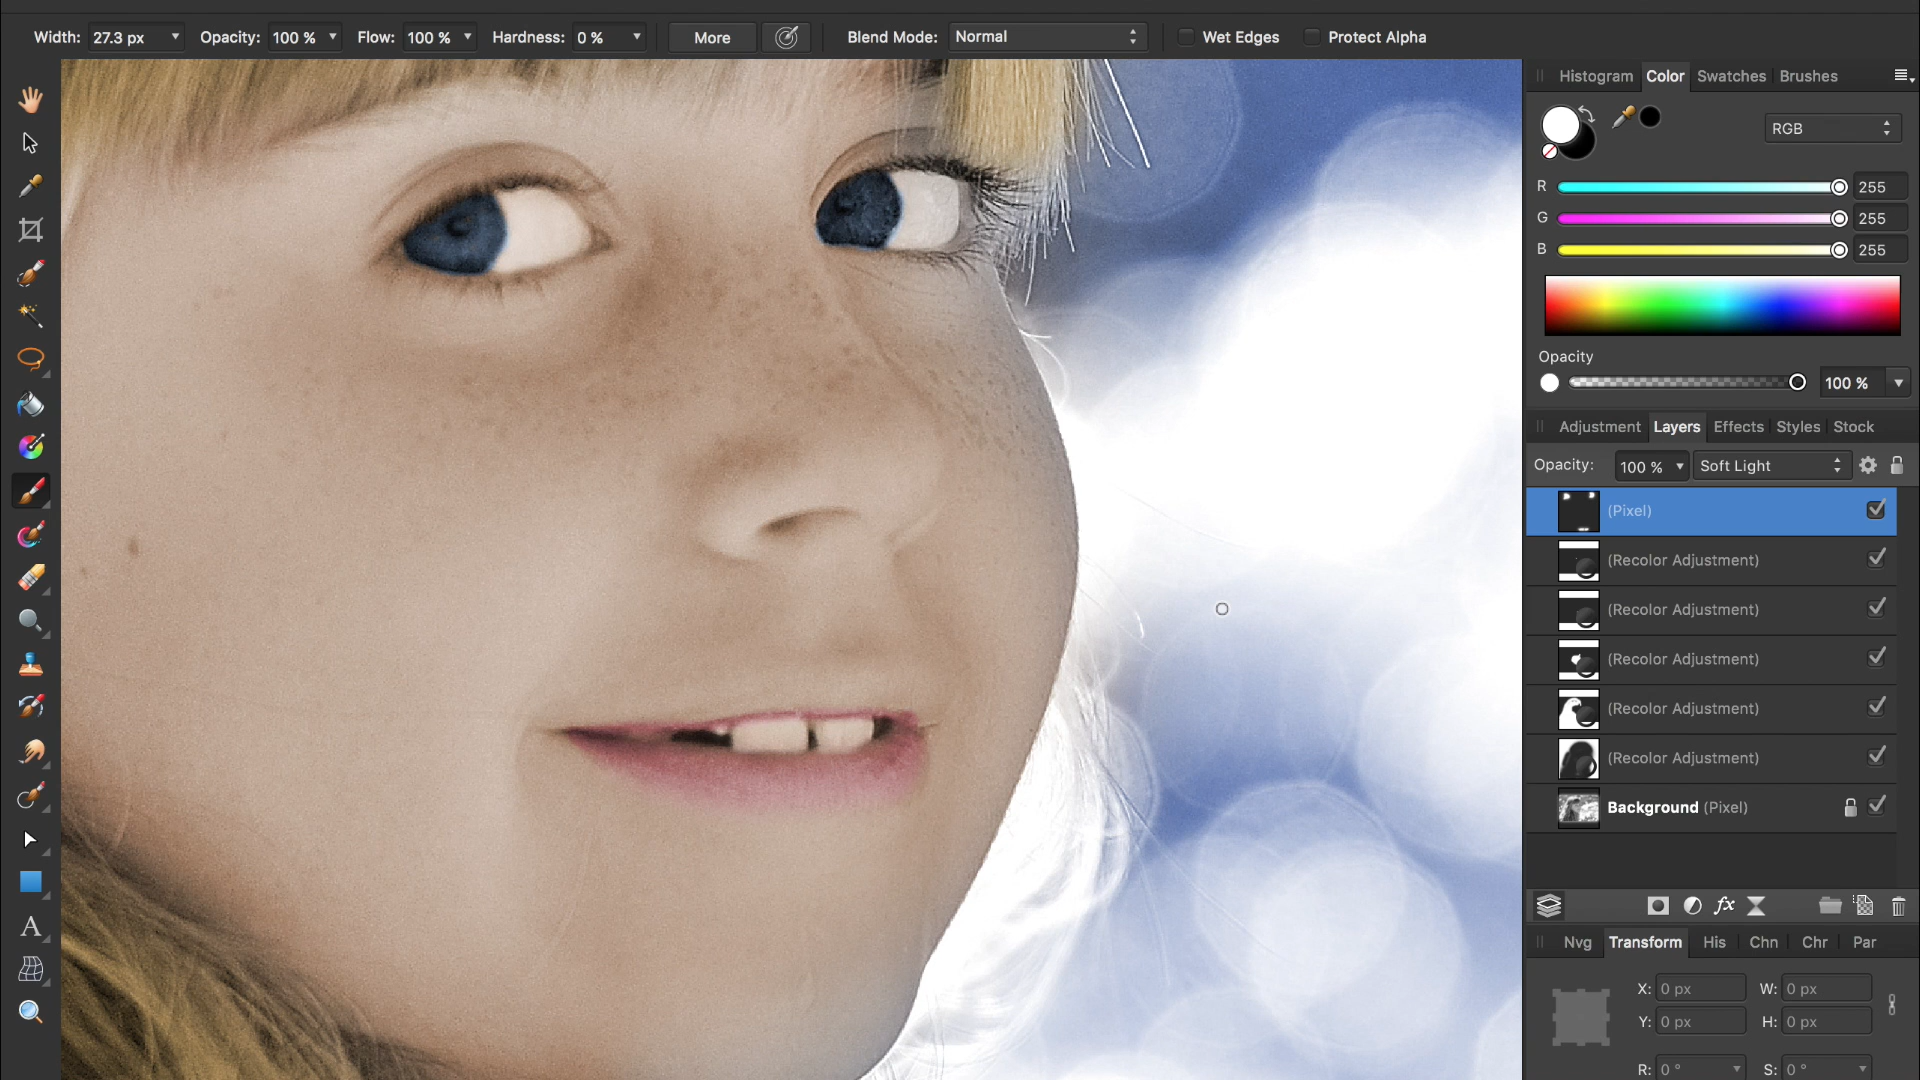 Width: 27.3 px Opacity: 100 % Flow: 100 % Hardness: 0 % More Blend Mode: Normal Wet Edges Protect Alpha
Histogram Color Swatches Brushes
RGB
R 255
G 255
B 255
Opacity
100 %
Adjustment Layers Effects Styles Stock
Opacity: 100 % Soft Light
(Pixel)
(Recolor Adjustment)
(Recolor Adjustment)
(Recolor Adjustment)
(Recolor Adjustment)
(Recolor Adjustment)
Background (Pixel)
fx
A
Nvg Transform His Chn Chr Par
X: 0 px W: 0 px
Y: 0 px H: 0 px
R: 0 ° S: 0 °